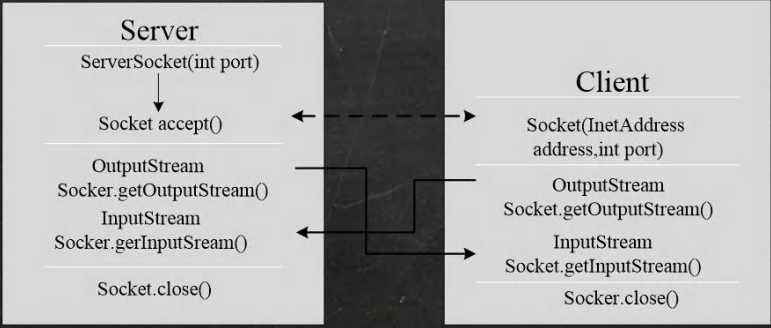 Server
ServerSocket(int port)
Socket accept()
OutputStream
Socker.getOutputStream()
InputStream
Socker.gerInputSream()
Socket.close()
Client
Socket(InetAddress
address,int port)
OutputStream
Socket.getOutputStream()
InputStream
Socket.getInputStream()
Socker.close()